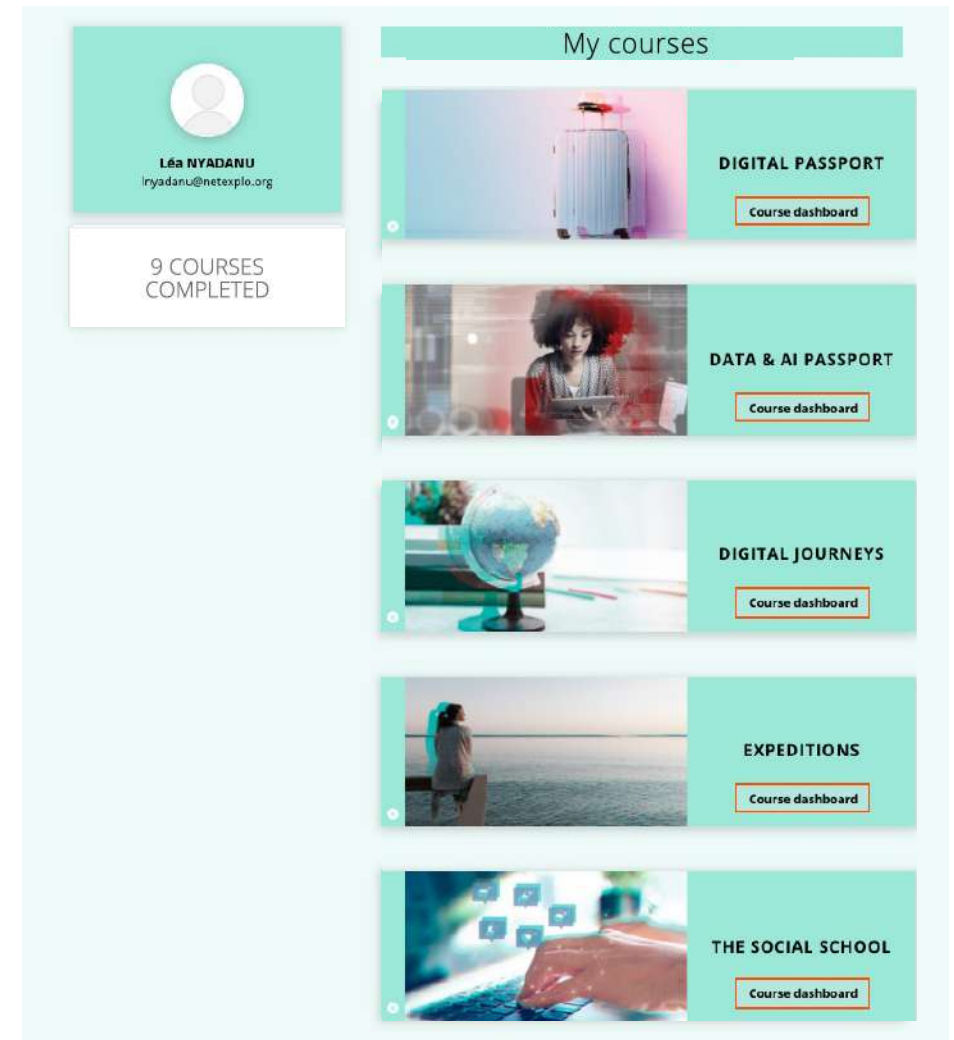 My courses
Léa NYADANU
lnyadanu@netexplo.org
9 COURSES
COMPLETED
DIGITAL PASSPORT
Course dashboard
DATA & AI PASSPORT
Course dashboard
DIGITAL JOURNEYS
Course dashboard
EXPEDITIONS
Course dashboard
THE SOCIAL SCHOOL
Course dashboard